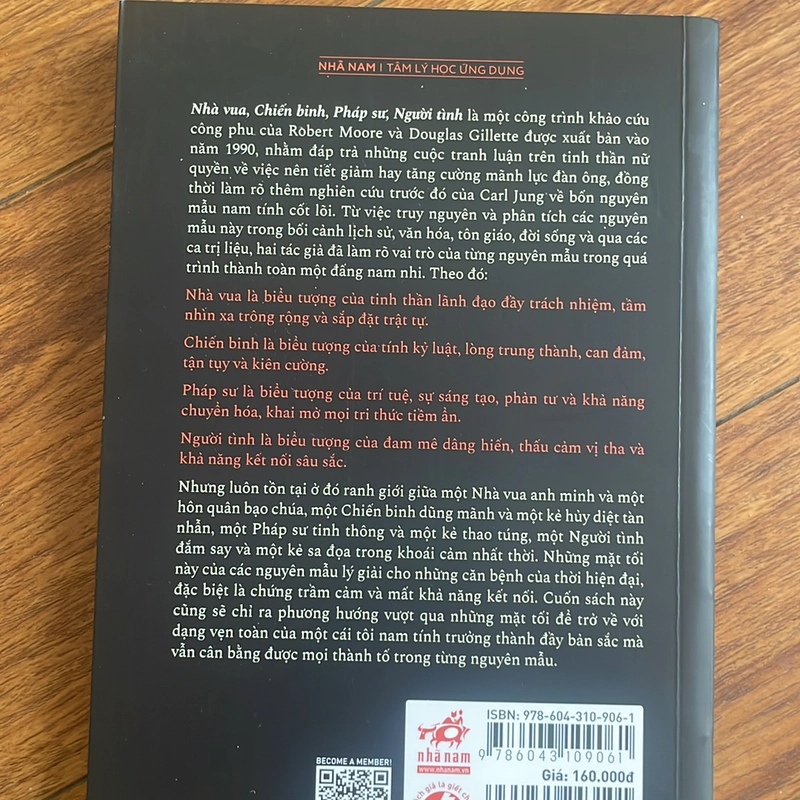 NHÃ NAM | TÂM LÝ HỌC ỨNG DỤNG
Nhà vua, Chiến binh, Pháp sư, Người tình là một công trình khảo cứu
công phu của Robert Moore và Douglas Gillette được xuất bản vào
năm 1990, nhằm đáp trả những cuộc tranh luận trên tinh thần nữ
quyền về việc nên tiết giảm hay tăng cường mãnh lực đàn ông, đồng
thời làm rõ thêm nghiên cứu trước đó của Carl Jung về bốn nguyên
mẫu nam tính cốt lõi. Từ việc truy nguyên và phân tích các nguyên
mẫu này trong bối cảnh lịch sử, văn hóa, tôn giáo, đời sống và qua các
ca trị liệu, hai tác giả đã làm rõ vai trò của từng nguyên mẫu trong quá
trình thành toàn một đấng nam nhi. Theo đó:
Nhà vua là biểu tượng của tinh thần lãnh đạo đầy trách nhiệm, tầm
nhìn xa trông rộng và sắp đặt trật tự.
Chiến binh là biểu tượng của tính kỷ luật, lòng trung thành, can đảm,
tận tụy và kiên cường.
Pháp sư là biểu tượng của trí tuệ, sự sáng tạo, phản tư và khả năng
chuyển hóa, khai mở mọi tri thức tiềm ẩn.
Người tình là biểu tượng của đam mê dâng hiến, thấu cảm vị tha và
khả năng kết nối sâu sắc.
Nhưng luôn tồn tại ở đó ranh giới giữa một Nhà vua anh minh và một
hôn quân bạo chúa, một Chiến binh dũng mãnh và một kẻ hủy diệt tàn
nhẫn, một Pháp sư tinh thông và một kẻ thao túng, một Người tình
đắm say và một kẻ sa đọa trong khoái cảm nhất thời. Những mặt tối
này của các nguyên mẫu lý giải cho những căn bệnh của thời hiện đại,
đặc biệt là chứng trầm cảm và mất khả năng kết nối. Cuốn sách này
cũng sẽ chỉ ra phương hướng vượt qua những mặt tối để trở về với
dạng vẹn toàn của một cái tôi nam tính trưởng thành đầy bản sắc mà
vẫn cân bằng được mọi thành tố trong từng nguyên mẫu.
BECOME A MEMBER!
nhã nam
www.nhanam.vn
ISBN: 978-604-310-906-1
9 786043 109061
Giá: 160.000đ